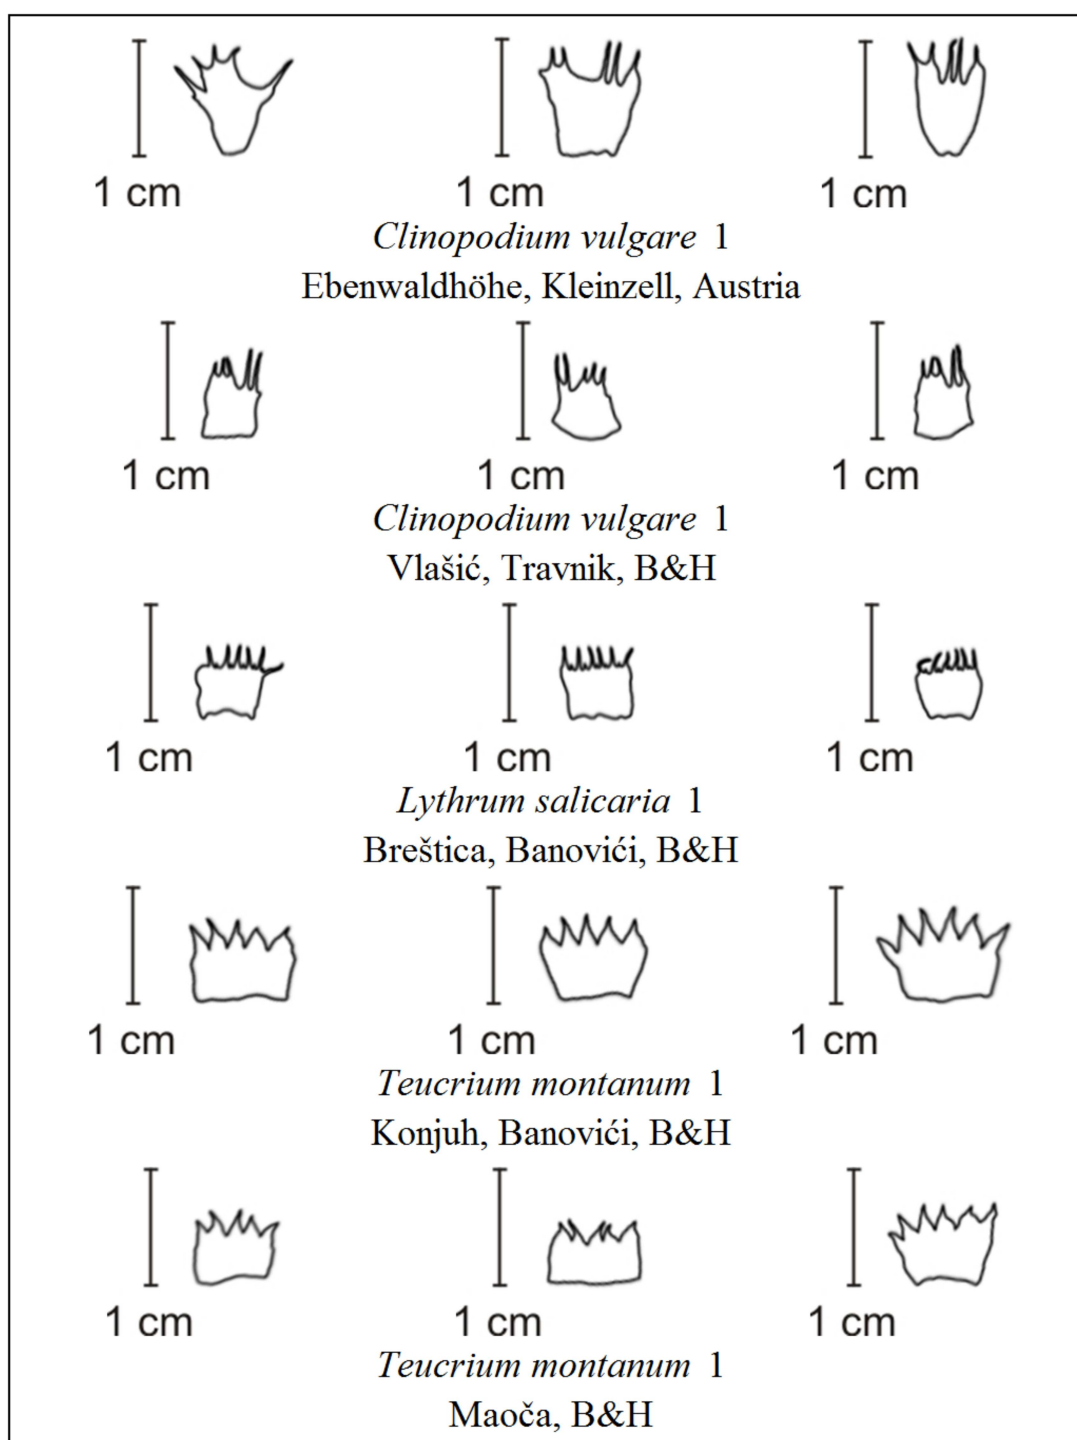 1 cm 1 cm 1 cm
Clinopodium vulgare 1
Ebenwaldhöhe, Kleinzell, Austria
1 cm 1 cm 1 cm
Clinopodium vulgare 1
Vlašić, Travnik, B&H
1 cm 1 cm 1 cm
Lythrum salicaria 1
Breštica, Banovići, B&H
1 cm 1 cm 1 cm
Teucrium montanum 1
Konjuh, Banovići, B&H
1 cm 1 cm 1 cm
Teucrium montanum 1
Maoča, B&H